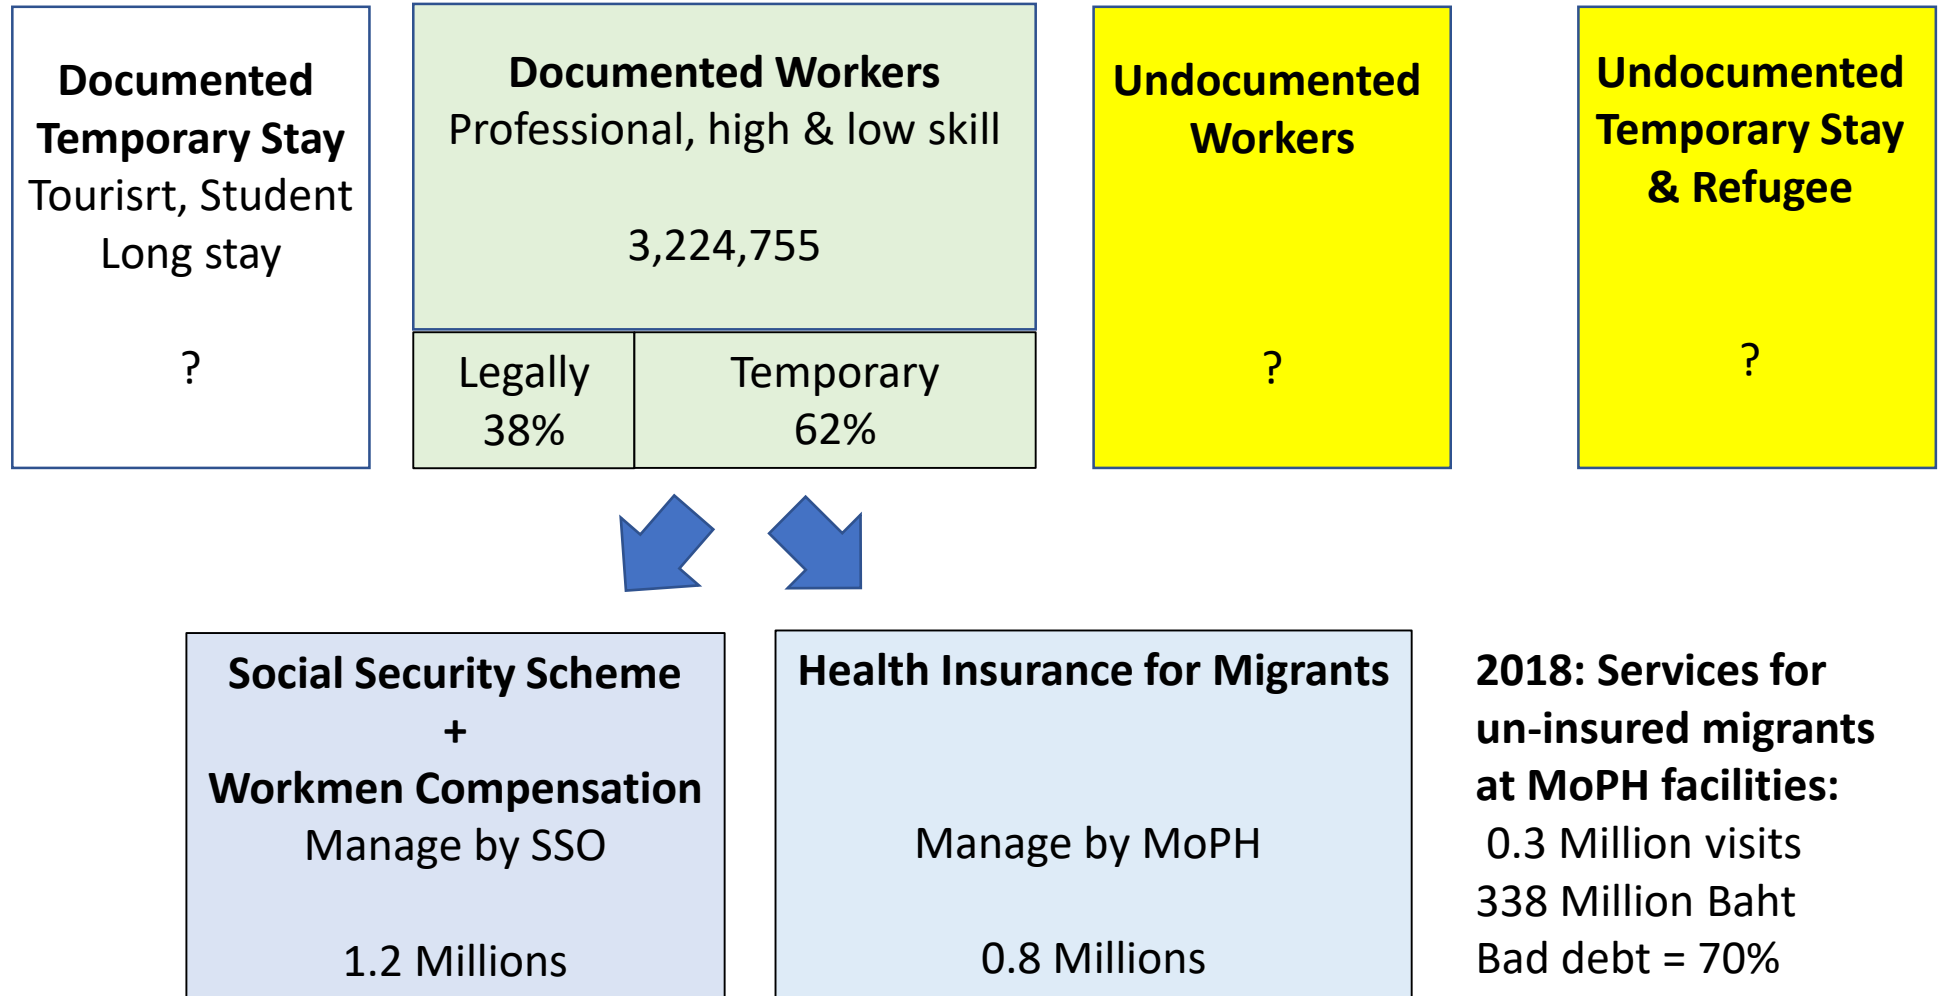 Documented
Temporary Stay
Tourisrt, Student
Long stay
?
Documented Workers
Professional, high & low skill
3,224,755
Legally
38%
Temporary
62%
Undocumented
Workers
?
Undocumented
Temporary Stay
& Refugee
?
Social Security Scheme
+
Workmen Compensation
Manage by SSO
1.2 Millions
Health Insurance for Migrants
Manage by MoPH
0.8 Millions
2018: Services for
un-insured migrants
at MoPH facilities:
0.3 Million visits
338 Million Baht
Bad debt = 70%